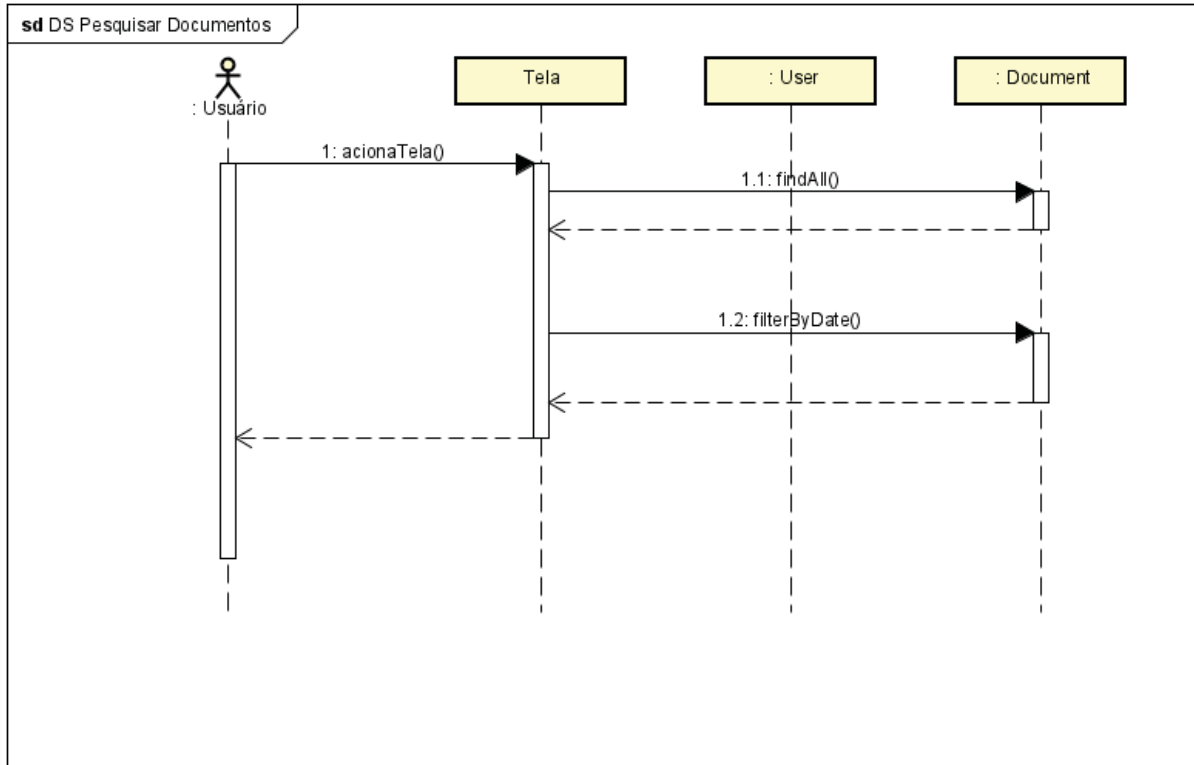 sd DS Pesquisar Documentos
: Usuário
Tela
: User
: Document
1: acionaTela()
1.1: findAll()
1.2: filterByDate()